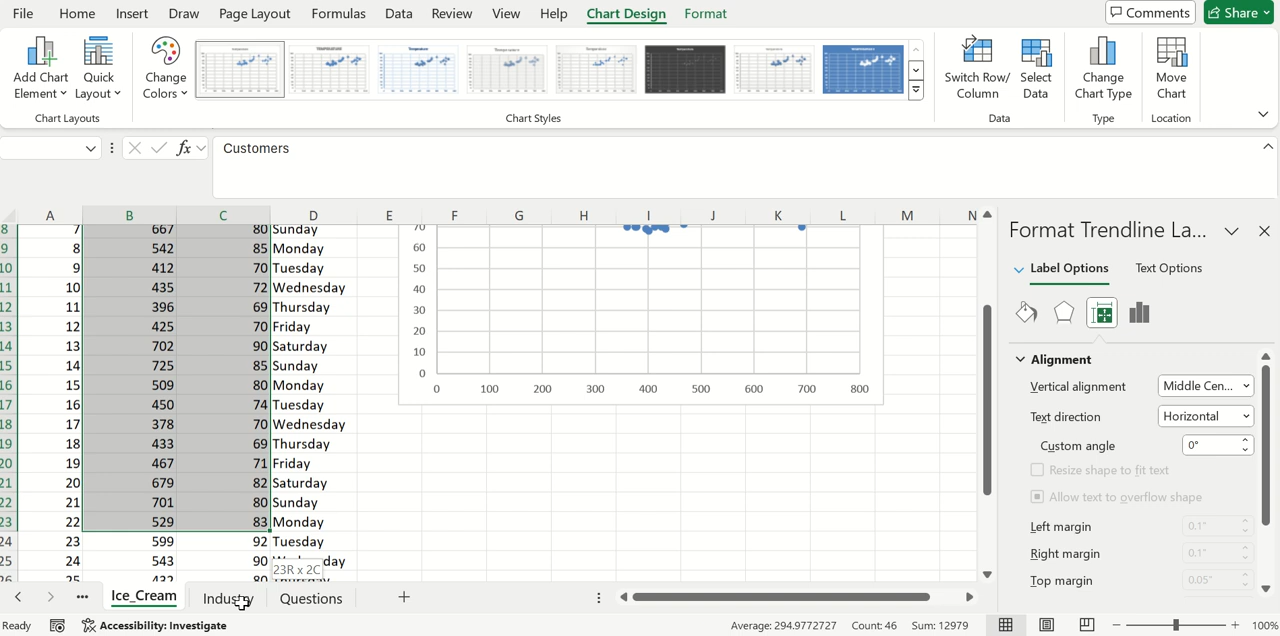 File Home Insert Draw Page Layout Formulas Data Review View Help Chart Design Format Comments Share
Add Chart Element Quick Layout Change Colors Switch Row/ Column Select Data Change Chart Type Move Chart
Chart Layouts Chart Styles Data Type Location
fx Customers
A B C D E F G H I J K L M N
8 7 667 80 Sunday
9 8 542 85 Monday
10 9 412 70 Tuesday
11 10 435 72 Wednesday
12 11 396 69 Thursday
13 12 425 70 Friday
14 13 702 90 Saturday
15 14 725 85 Sunday
16 15 509 80 Monday
17 16 450 74 Tuesday
18 17 378 70 Wednesday
19 18 433 69 Thursday
20 19 467 71 Friday
21 20 679 82 Saturday
22 21 701 80 Sunday
23 22 529 83 Monday
24 23 599 92 Tuesday
25 24 543 90 Wednesday
23R x 2C
26 25 432 80 Thursday
70
60
50
40
30
20
10
0
0 100 200 300 400 500 600 700 800
Format Trendline La...
Label Options Text Options
Alignment
Vertical alignment Middle Cen...
Text direction Horizontal
Custom angle 0°
Resize shape to fit text
Allow text to overflow shape
Left margin 0.1"
Right margin 0.1"
Top margin 0.05"
Ice_Cream Industry Questions
Ready Accessibility: Investigate Average: 294.9772727 Count: 46 Sum: 12979 100%